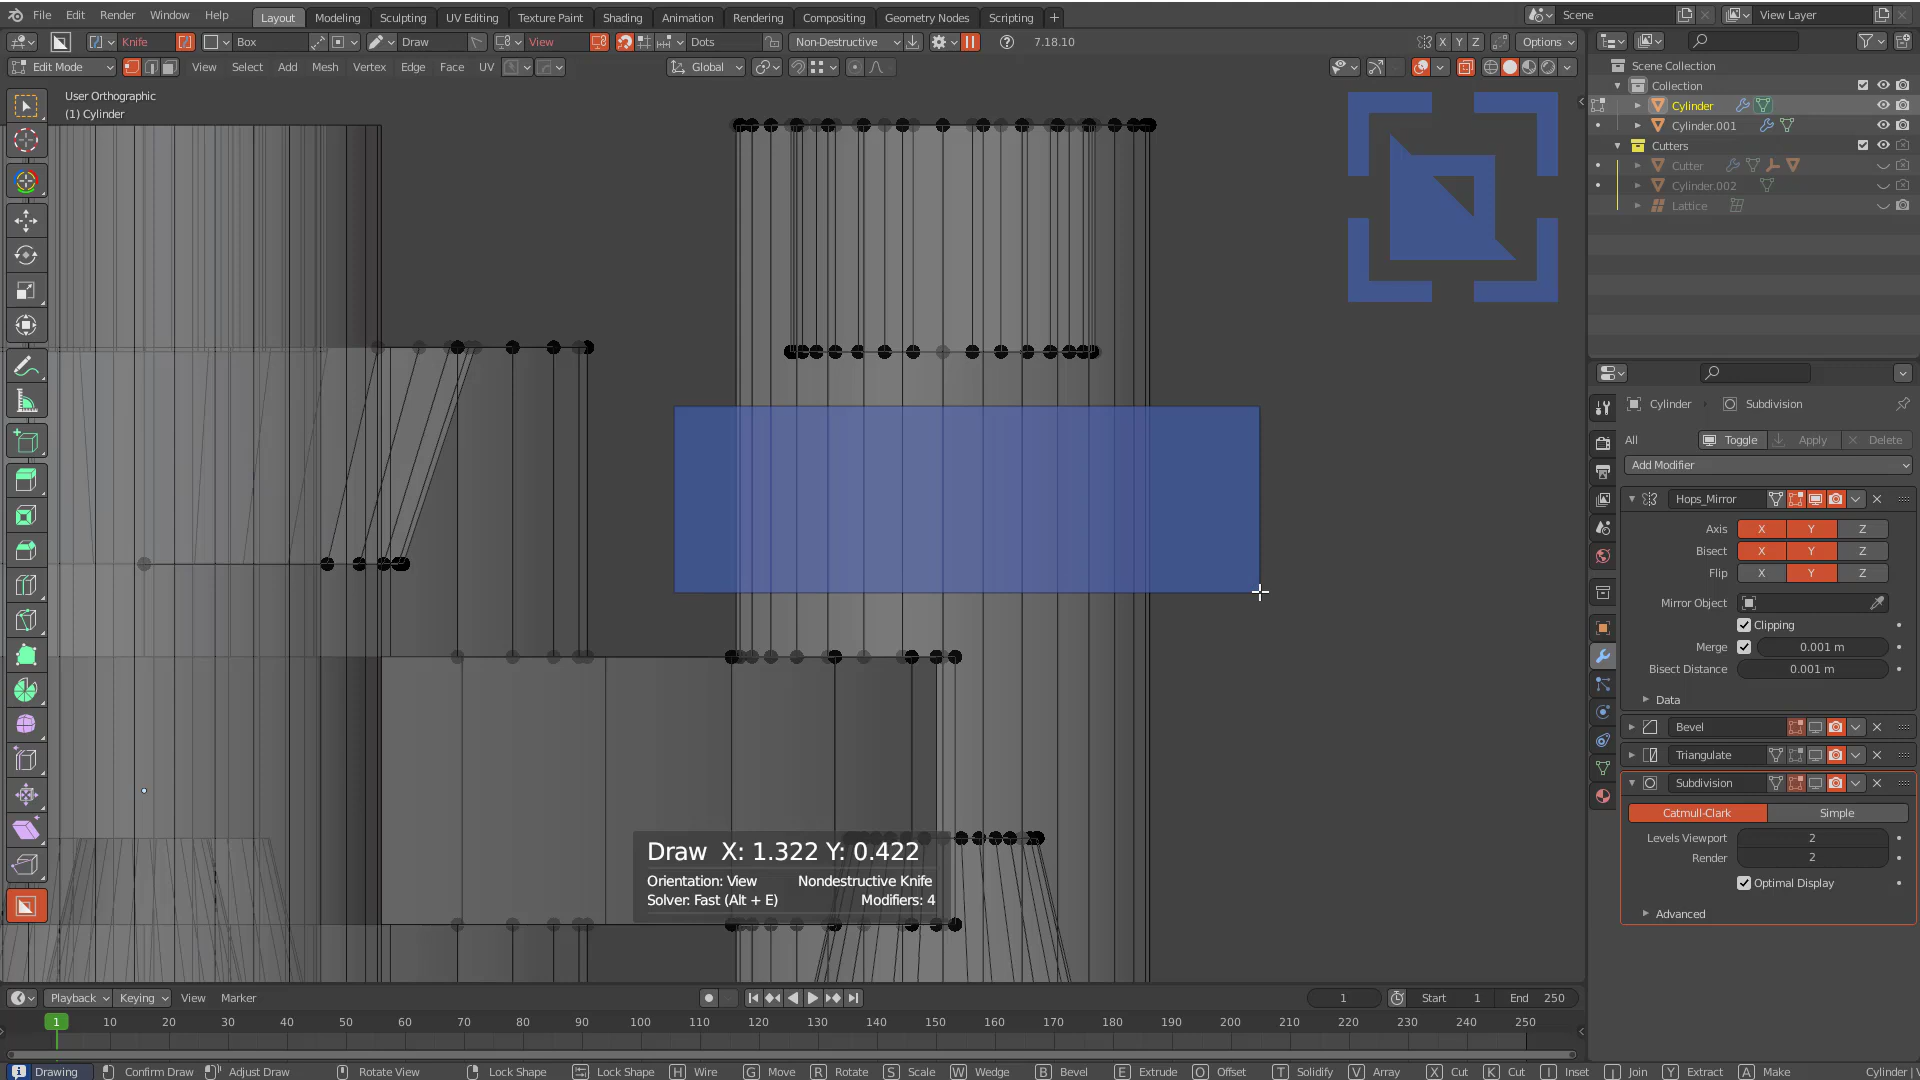 File Edit Render Window Help Layout Modeling Sculpting UV Editing Texture Paint Shading Animation Rendering Compositing Geometry Nodes Scripting + Scene View Layer
Knife Box Draw View Dots Non-Destructive 7.18.10 X Y Z Options
Edit Mode View Select Add Mesh Vertex Edge Face UV Global
User Orthographic
(1) Cylinder
Scene Collection
Collection
Cylinder
Cylinder.001
Cutters
Cutter
Cylinder.002
Lattice
Cylinder Subdivision
All Toggle Apply Delete
Add Modifier
Hops_Mirror
Axis X Y Z
Bisect X Y Z
Flip X Y Z
Mirror Object
Clipping
Merge 0.001 m
Bisect Distance 0.001 m
Data
Bevel
Triangulate
Subdivision
Catmull-Clark Simple
Levels Viewport 2
Render 2
Optimal Display
Advanced
Draw X: 1.322 Y: 0.422
Orientation: View Nondestructive Knife
Solver: Fast (Alt + E) Modifiers: 4
Playback Keying View Marker 1 Start 1 End 250
1 10 20 30 40 50 60 70 80 90 100 110 120 130 140 150 160 170 180 190 200 210 220 230 240 250
Drawing Confirm Draw Adjust Draw Rotate View Lock Shape Lock Shape H Wire G Move R Rotate S Scale W Wedge B Bevel E Extrude O Offset T Solidify V Array X Cut K Cut I Inset J Join Y Extract A Make Cylinder |